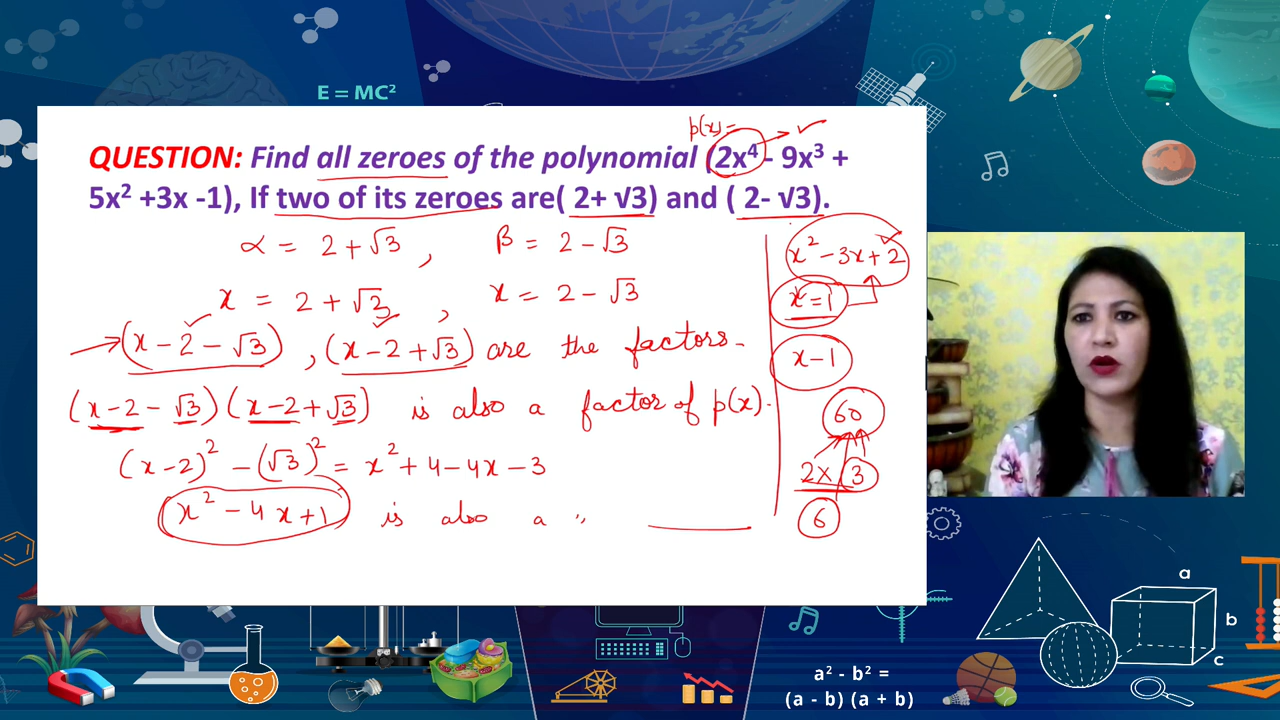 E = MC²
p(x) =
QUESTION: Find all zeroes of the polynomial (2x⁴ - 9x³ +
5x² +3x -1), If two of its zeroes are( 2+ √3) and ( 2- √3).
α = 2 + √3 , β = 2 - √3
x = 2 + √3 , x = 2 - √3
(x - 2 - √3) , (x - 2 + √3) are the factors.
(x - 2 - √3) (x - 2 + √3) is also a factor of p(x).
(x - 2)² - (√3)² = x² + 4 - 4x - 3
x² - 4x + 1 is also a "
x² - 3x + 2
x = 1
x - 1
60
2 x 3
6
a
b
c
a² - b² =
(a - b) (a + b)